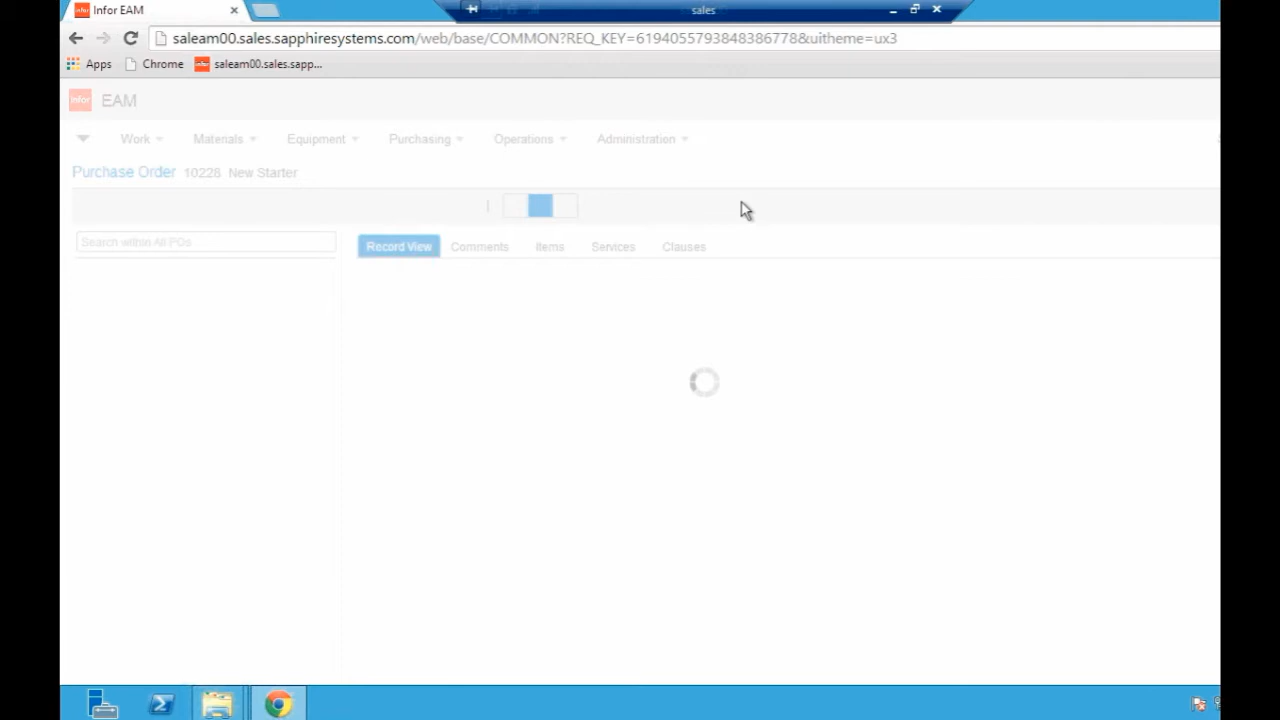 Infor EAM
sales
saleam00.sales.sapphiresystems.com/web/base/COMMON?REQ_KEY=6194055793848386778&uitheme=ux3
Apps Chrome saleam00.sales.sapp...
infor EAM
Work Materials Equipment Purchasing Operations Administration
Purchase Order 10228 New Starter
Search within All POs
Record View Comments Items Services Clauses